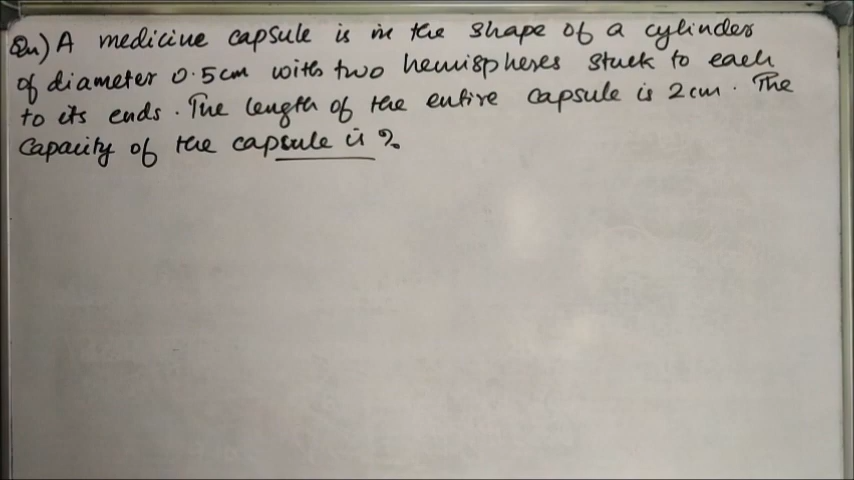 Qn) A medicine capsule is in the shape of a cylinder
of diameter 0.5cm with two hemispheres stuck to each
to its ends. The length of the entire capsule is 2cm. The
capacity of the capsule is ?